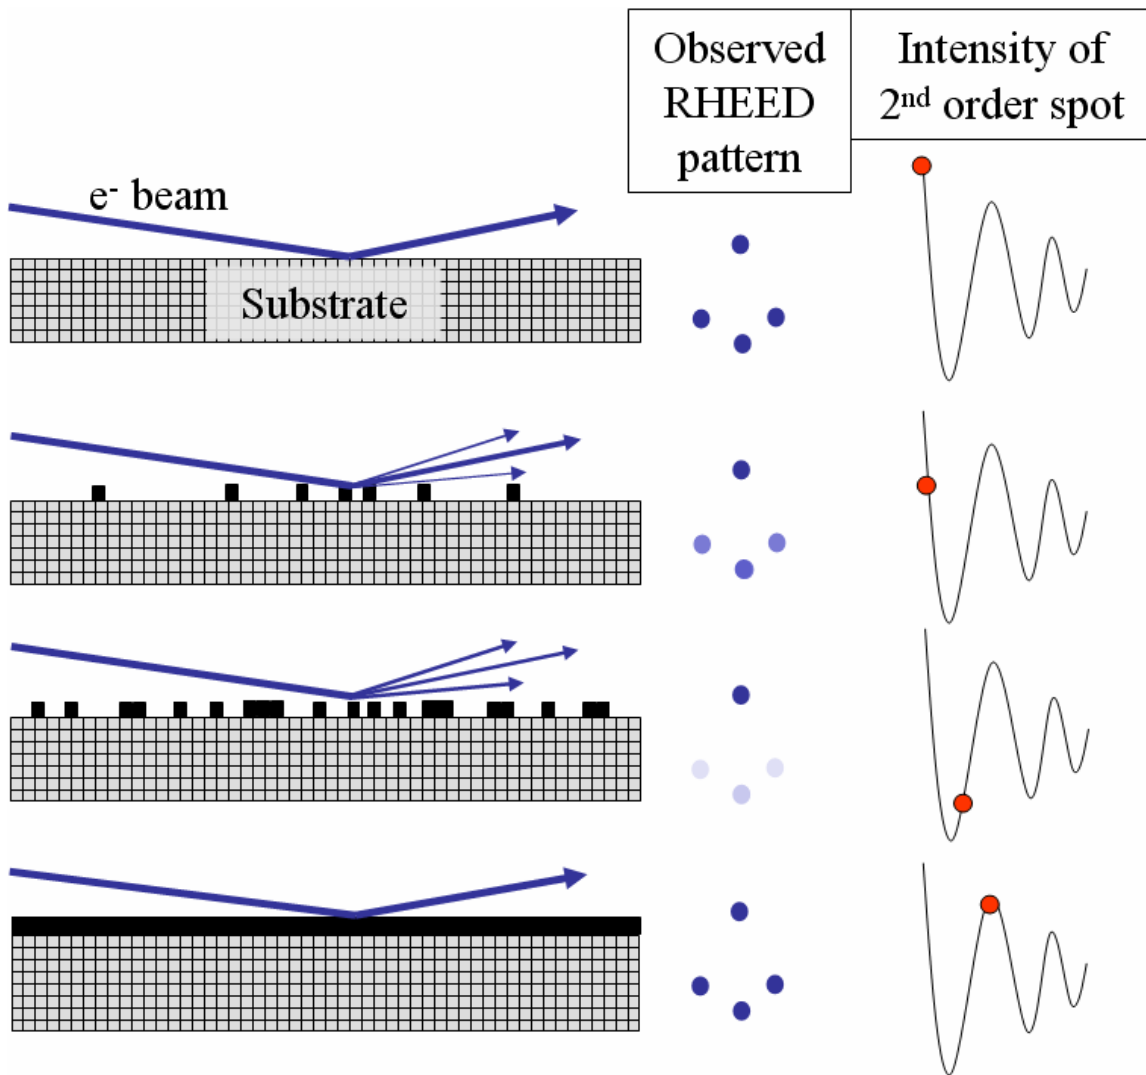 Observed
RHEED
pattern
Intensity of
2nd order spot
e- beam
Substrate